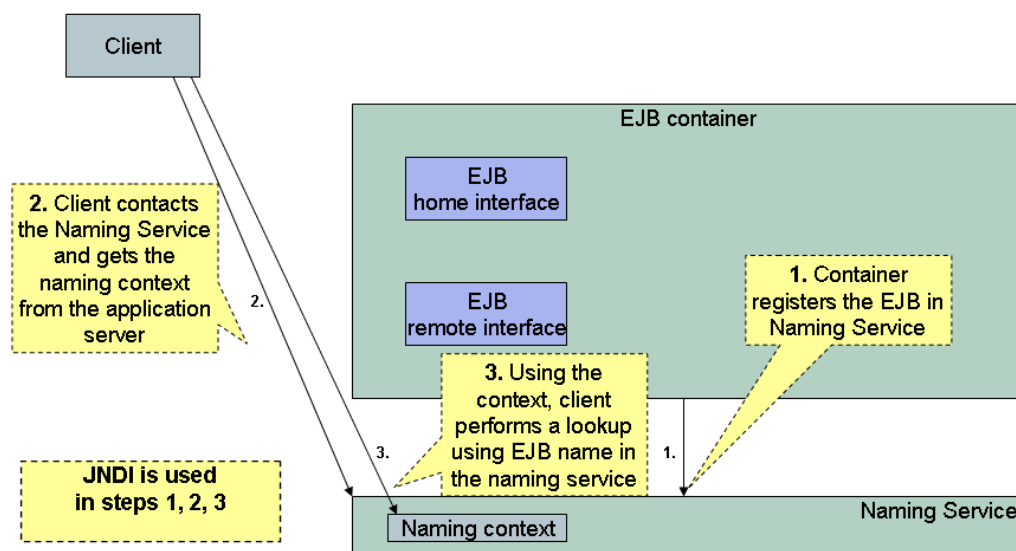 Client
EJB container
EJB
home interface
2. Client contacts
the Naming Service
and gets the
naming context
from the application
server
2.
EJB
remote interface
1. Container
registers the EJB in
Naming Service
3. Using the
context, client
performs a lookup
using EJB name in
the naming service
3.
1.
JNDI is used
in steps 1, 2, 3
Naming Service
Naming context